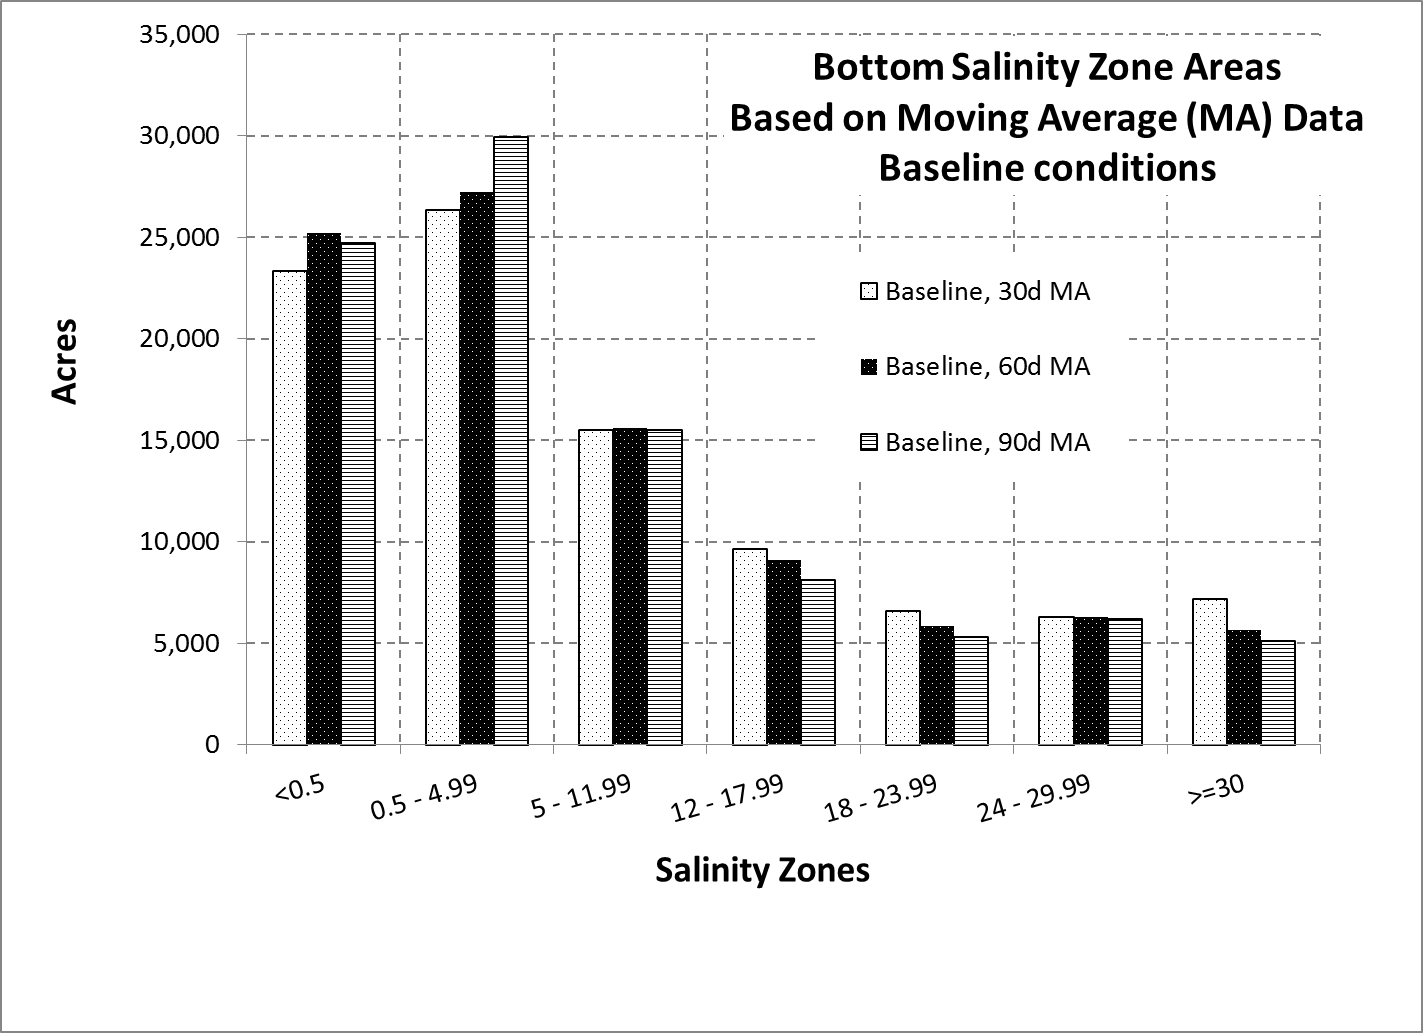 Bottom Salinity Zone Areas
Based on Moving Average (MA) Data
Baseline conditions
35,000
30,000
25,000
20,000
15,000
10,000
5,000
0
Acres
Baseline, 30d MA
Baseline, 60d MA
Baseline, 90d MA
<0.5
0.5 - 4.99
5 - 11.99
12 - 17.99
18 - 23.99
24 - 29.99
>=30
Salinity Zones